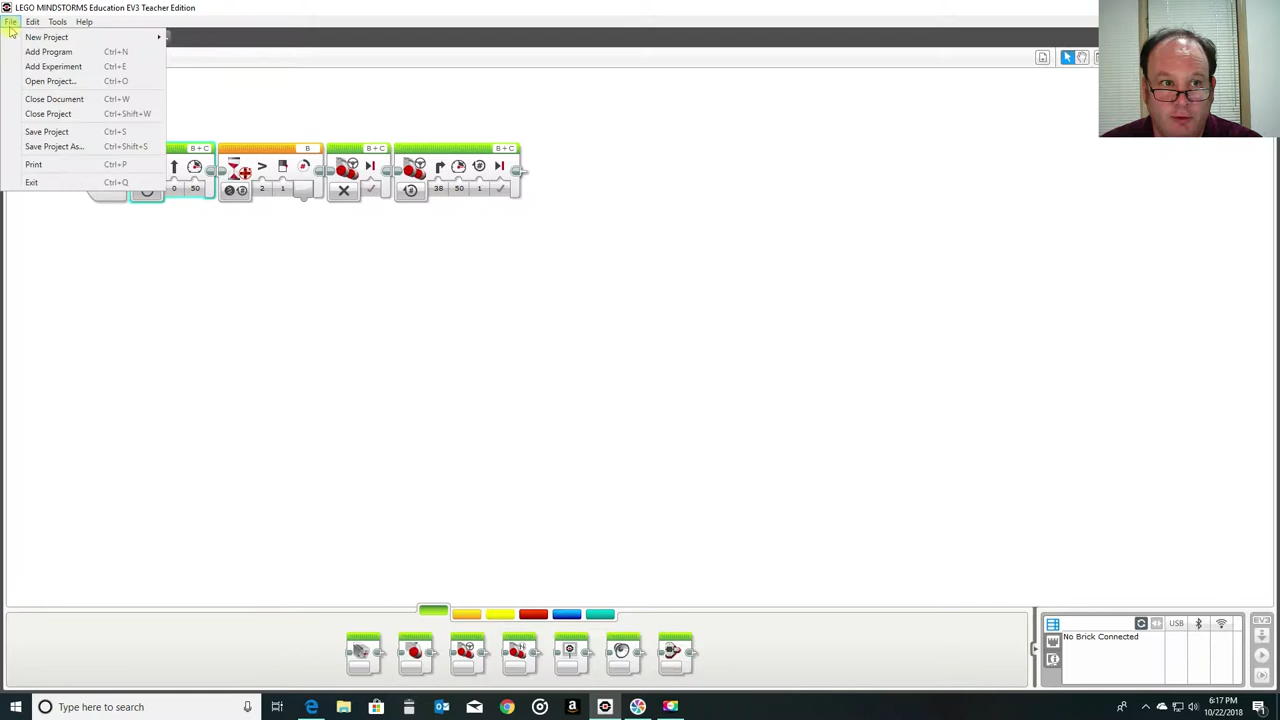 LEGO MINDSTORMS Education EV3 Teacher Edition
File Edit Tools Help
New Project
Add Program Ctrl+N
Add Experiment Ctrl+E
Open Project... Ctrl+O
Close Document Ctrl+W
Close Project Ctrl+Shift+W
Save Project Ctrl+S
Save Project As... Ctrl+Shift+S
Print Ctrl+P
Exit Ctrl+Q
B + C B B + C B + C
0 50 2 1 38 50 1
USB
EV3
No Brick Connected
Type here to search
6:17 PM
10/22/2018
1